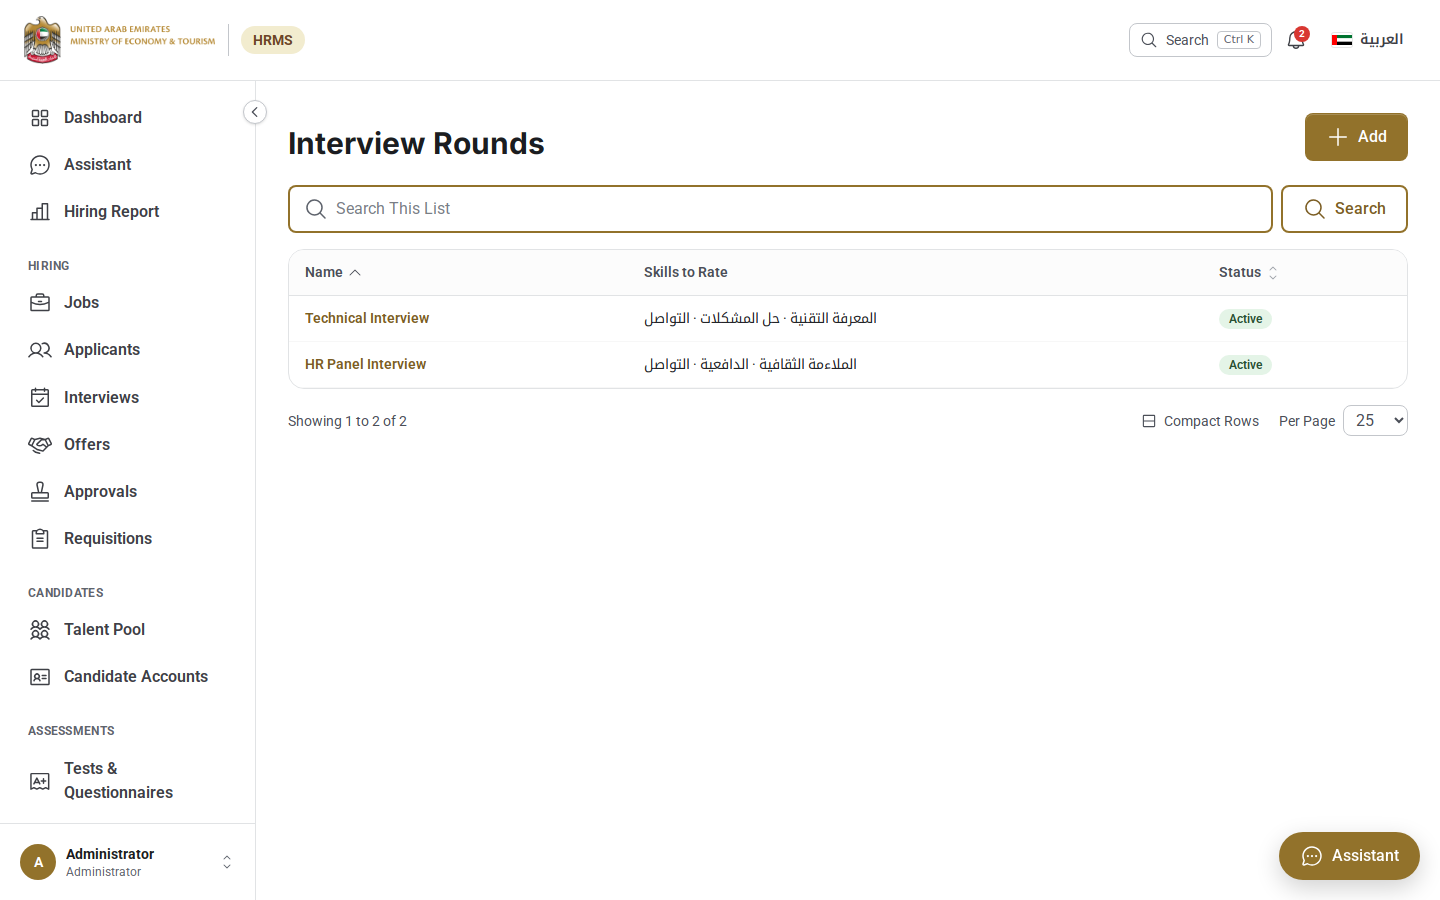 UNITED ARAB EMIRATES
MINISTRY OF ECONOMY & TOURISM
HRMS
Search Ctrl K
2
العربية
Dashboard
Assistant
Hiring Report
HIRING
Jobs
Applicants
Interviews
Offers
Approvals
Requisitions
CANDIDATES
Talent Pool
Candidate Accounts
ASSESSMENTS
Tests &
Questionnaires
A
Administrator
Administrator
Interview Rounds
Add
Search This List
Search
Name Skills to Rate Status
Technical Interview المعرفة التقنية · حل المشكلات · التواصل Active
HR Panel Interview الملاءمة الثقافية · الدافعية · التواصل Active
Showing 1 to 2 of 2 Compact Rows Per Page 25
Assistant